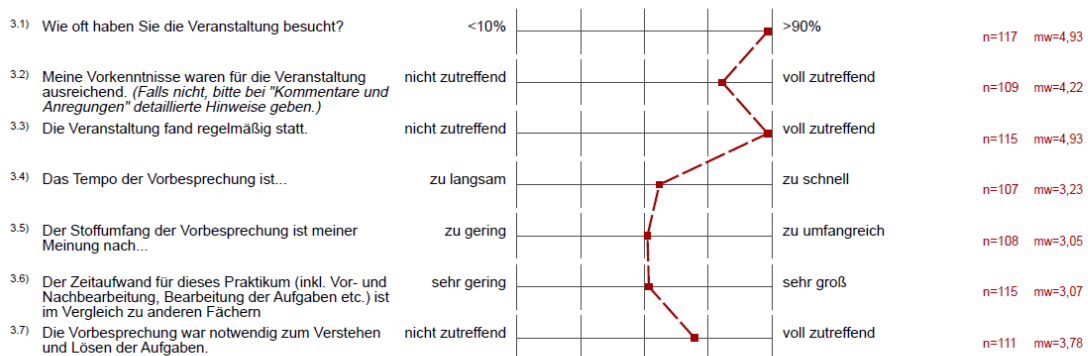 3.1) Wie oft haben Sie die Veranstaltung besucht? <10% >90% n=117 mw=4,93
3.2) Meine Vorkenntnisse waren für die Veranstaltung nicht zutreffend voll zutreffend n=109 mw=4,22
ausreichend. (Falls nicht, bitte bei "Kommentare und
Anregungen" detaillierte Hinweise geben.)
3.3) Die Veranstaltung fand regelmäßig statt. nicht zutreffend voll zutreffend n=115 mw=4,93
3.4) Das Tempo der Vorbesprechung ist... zu langsam zu schnell n=107 mw=3,23
3.5) Der Stoffumfang der Vorbesprechung ist meiner zu gering zu umfangreich n=108 mw=3,05
Meinung nach...
3.6) Der Zeitaufwand für dieses Praktikum (inkl. Vor- und sehr gering sehr groß n=115 mw=3,07
Nachbearbeitung, Bearbeitung der Aufgaben etc.) ist
im Vergleich zu anderen Fächern
3.7) Die Vorbesprechung war notwendig zum Verstehen nicht zutreffend voll zutreffend n=111 mw=3,78
und Lösen der Aufgaben.